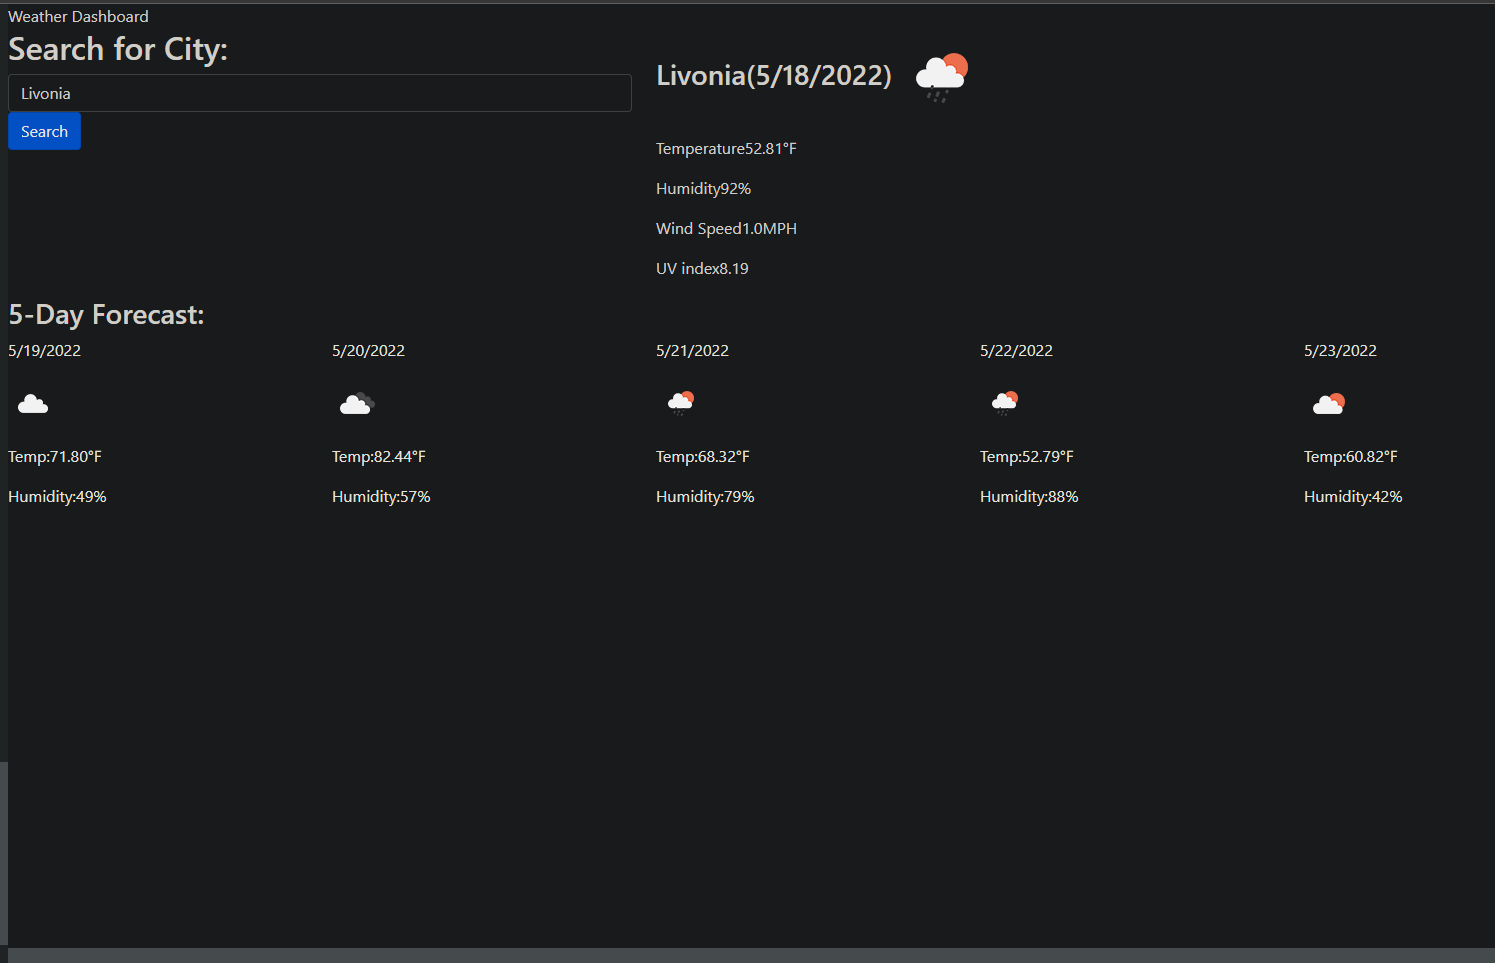 Weather Dashboard
Search for City:
Livonia
Search
Livonia(5/18/2022)
Temperature52.81°F
Humidity92%
Wind Speed1.0MPH
UV index8.19
5-Day Forecast:
5/19/2022
Temp:71.80°F
Humidity:49%
5/20/2022
Temp:82.44°F
Humidity:57%
5/21/2022
Temp:68.32°F
Humidity:79%
5/22/2022
Temp:52.79°F
Humidity:88%
5/23/2022
Temp:60.82°F
Humidity:42%